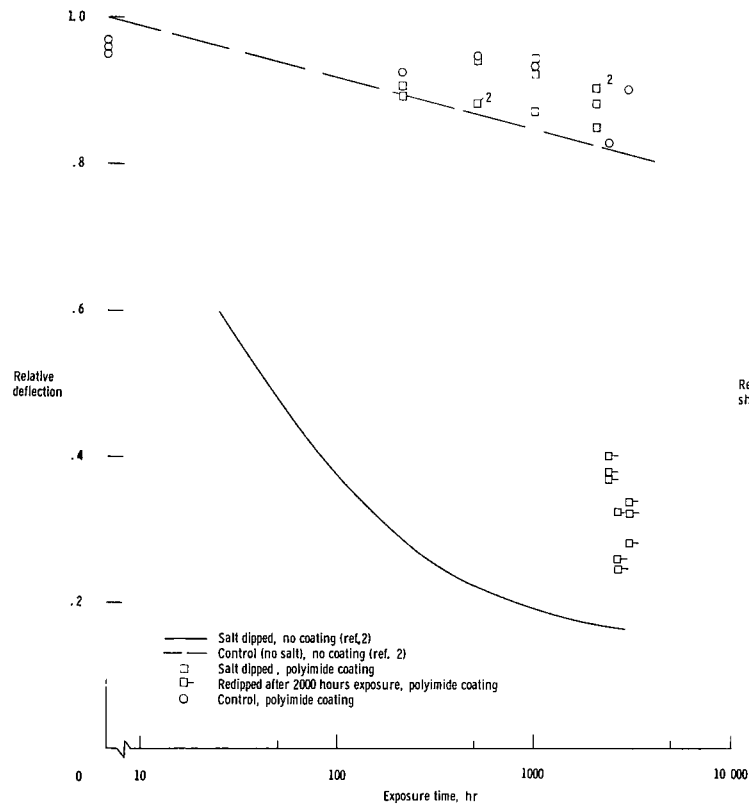 1.0
2
2
.8
.6
Relative
deflection
Re
sh
.4
.2
Salt dipped, no coating (ref. 2)
Control (no salt), no coating (ref. 2)
Salt dipped, polyimide coating
Redipped after 2000 hours exposure, polyimide coating
Control, polyimide coating
0 10 100 1000 10 000
Exposure time, hr